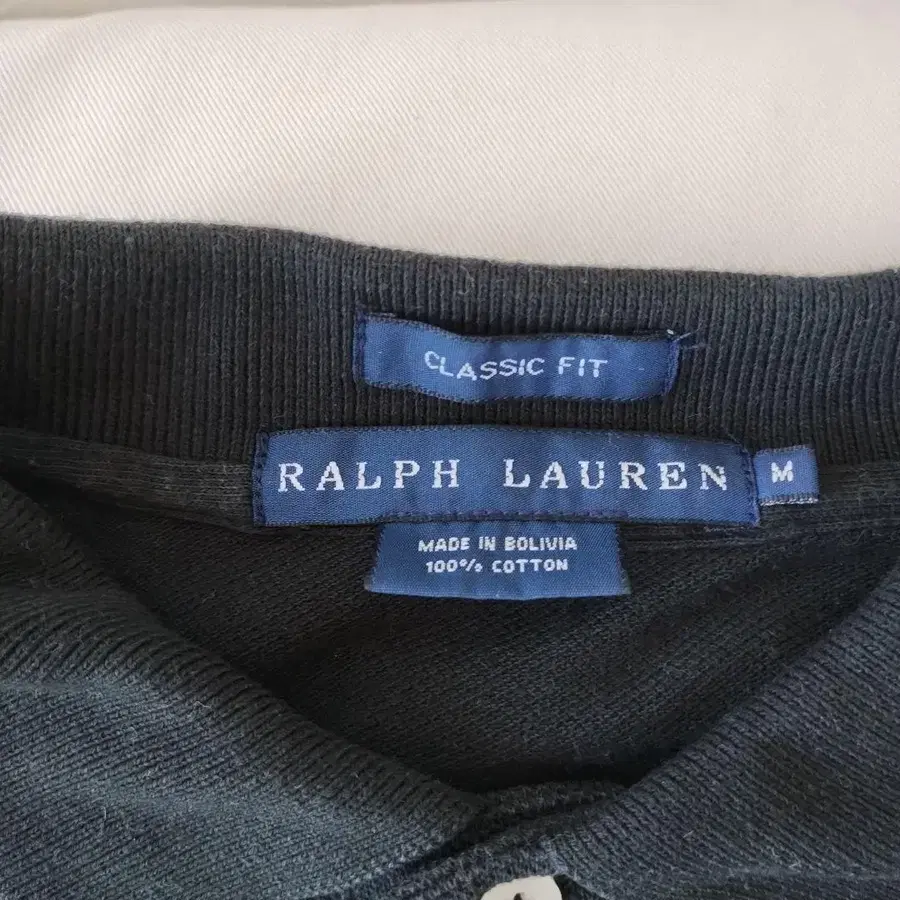 CLASSIC FIT
RALPH LAUREN
M
MADE IN BOLIVIA
100% COTTON